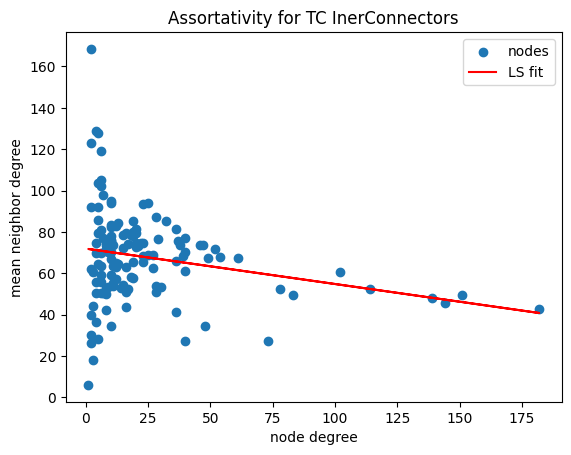 Assortativity for TC InerConnectors
nodes
LS fit
mean neighbor degree
160
140
120
100
80
60
40
20
0
0 25 50 75 100 125 150 175
node degree